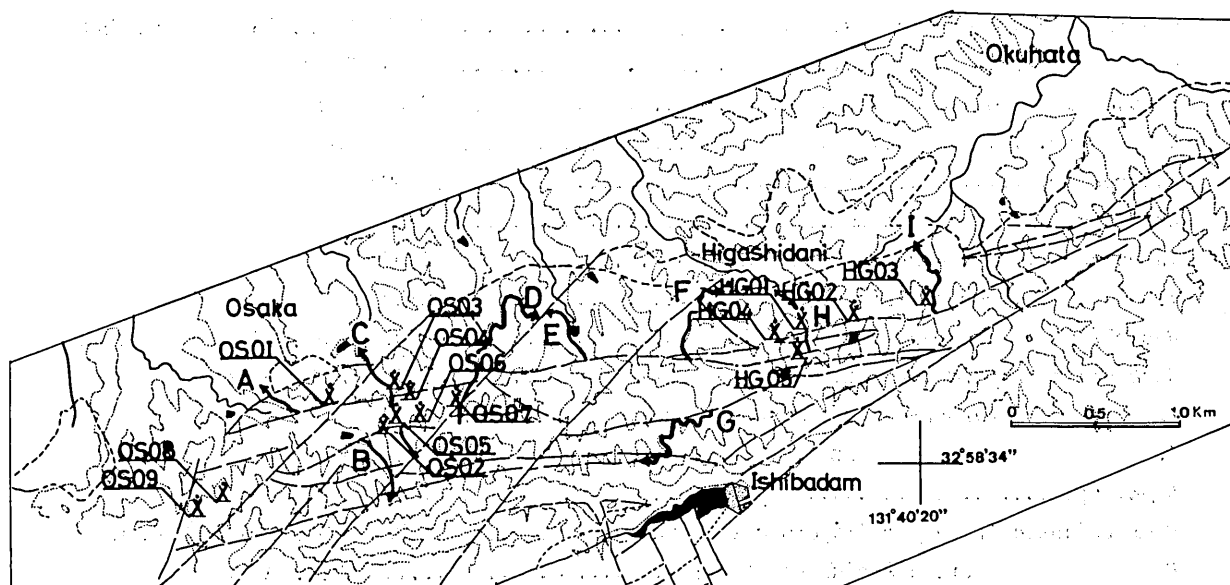 Okuhata
I
Higashidani
HG03
F
HG01
HG02
H
HG04
D
OS03
Osaka
C
E
OS04
OS01
OS06
A
HG05
OS07
G
0 0.5 1.0 Km
OS08
OS05
B
OS02
32°58'34"
OS09
Ishibadam
131°40'20"